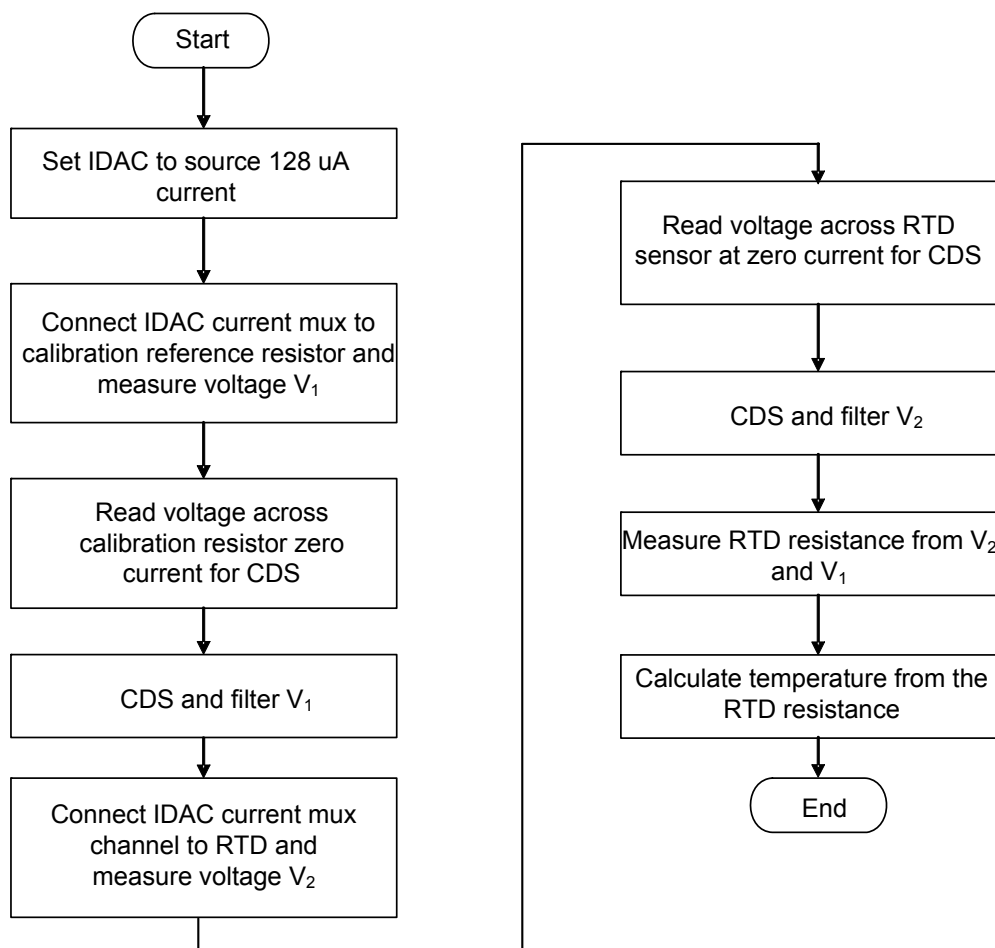 Start
Set IDAC to source 128 uA
current
Connect IDAC current mux to
calibration reference resistor and
measure voltage V₁
Read voltage across
calibration resistor zero
current for CDS
CDS and filter V₁
Connect IDAC current mux
channel to RTD and
measure voltage V₂
Read voltage across RTD
sensor at zero current for CDS
CDS and filter V₂
Measure RTD resistance from V₂
and V₁
Calculate temperature from the
RTD resistance
End